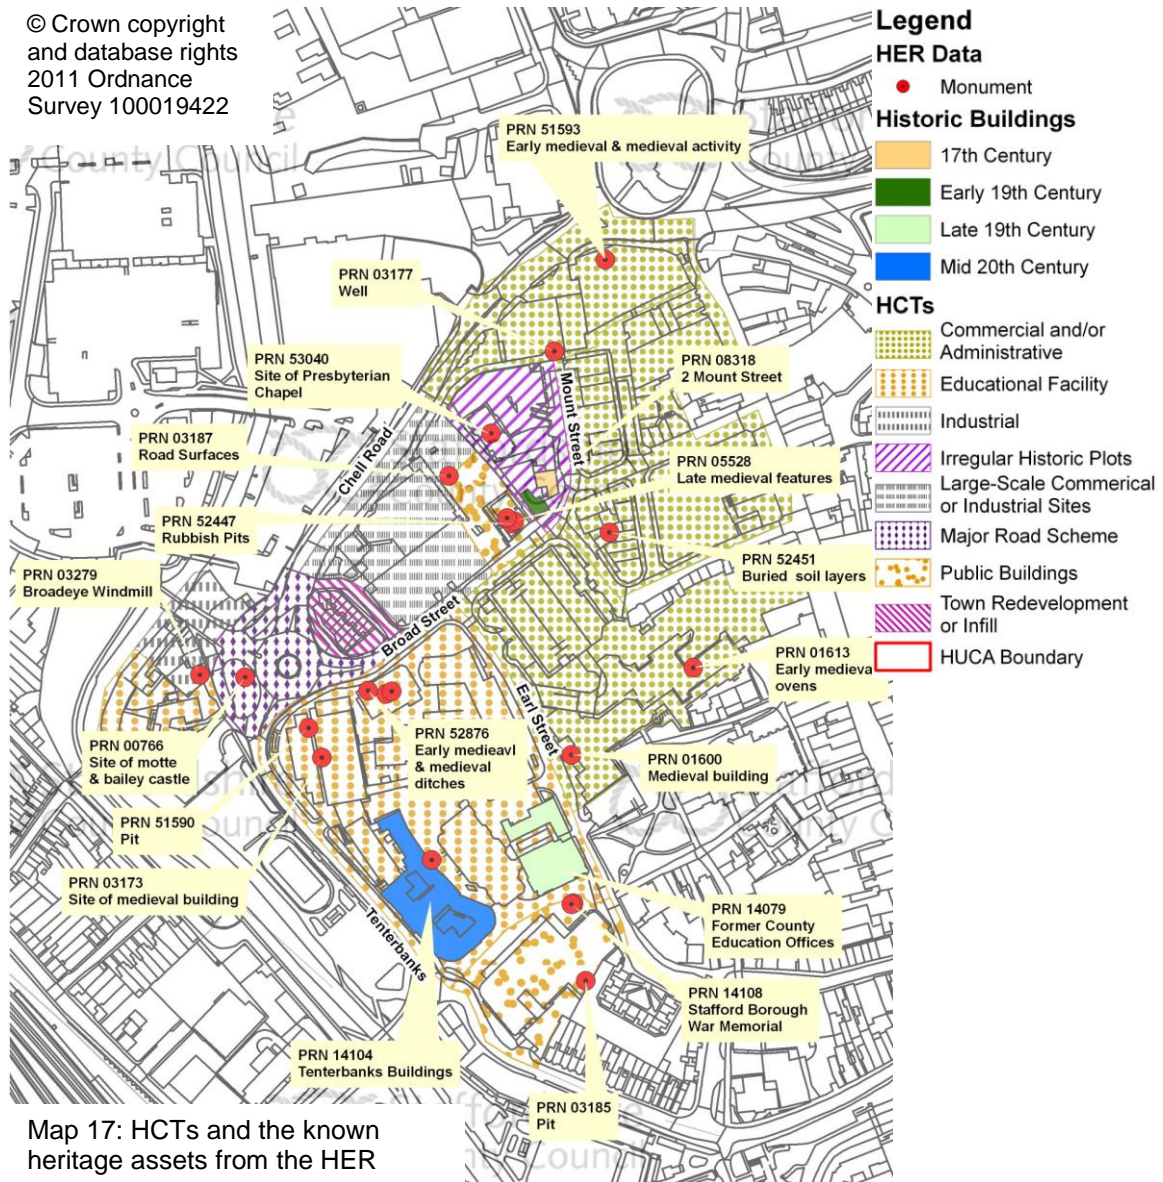 © Crown copyright
and database rights
2011 Ordnance
Survey 100019422
Legend
HER Data
Monument
Historic Buildings
17th Century
Early 19th Century
Late 19th Century
Mid 20th Century
HCTs
Commercial and/or
Administrative
Educational Facility
Industrial
Irregular Historic Plots
Large-Scale Commerical
or Industrial Sites
Major Road Scheme
Public Buildings
Town Redevelopment
or Infill
HUCA Boundary
County Council
PRN 51593
Early medieval & medieval activity
PRN 03177
Well
PRN 53040
Site of Presbyterian
Chapel
PRN 08318
2 Mount Street
Mount Street
PRN 03187
Road Surfaces
Chell Road
PRN 05528
Late medieval features
PRN 52447
Rubbish Pits
PRN 52451
Buried soil layers
PRN 03279
Broadeye Windmill
Broad Street
PRN 01613
Early medieva
ovens
Earl Street
PRN 00766
Site of motte
& bailey castle
PRN 52876
Early medieavl
& medieval
ditches
PRN 01600
Medieval building
PRN 51590
Pit
PRN 03173
Site of medieval building
Tenterbanks
PRN 14079
Former County
Education Offices
PRN 14108
Stafford Borough
War Memorial
PRN 14104
Tenterbanks Buildings
PRN 03185
Pit
Map 17: HCTs and the known
heritage assets from the HER